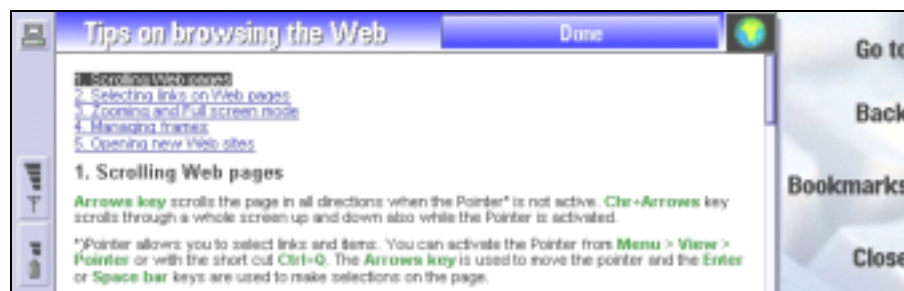 Tips on browsing the Web
Done
Go to
Back
Bookmarks
Close
1. Scrolling Web pages
2. Selecting links on Web pages
3. Zooming and Full screen mode
4. Managing frames
5. Opening new Web sites
1. Scrolling Web pages
Arrows key scrolls the page in all directions when the Pointer* is not active. Chr+Arrows key
scrolls through a whole screen up and down also while the Pointer is activated.
*)Pointer allows you to select links and items. You can activate the Pointer from Menu > View >
Pointer or with the short cut Ctrl+Q. The Arrows key is used to move the pointer and the Enter
or Space bar keys are used to make selections on the page.